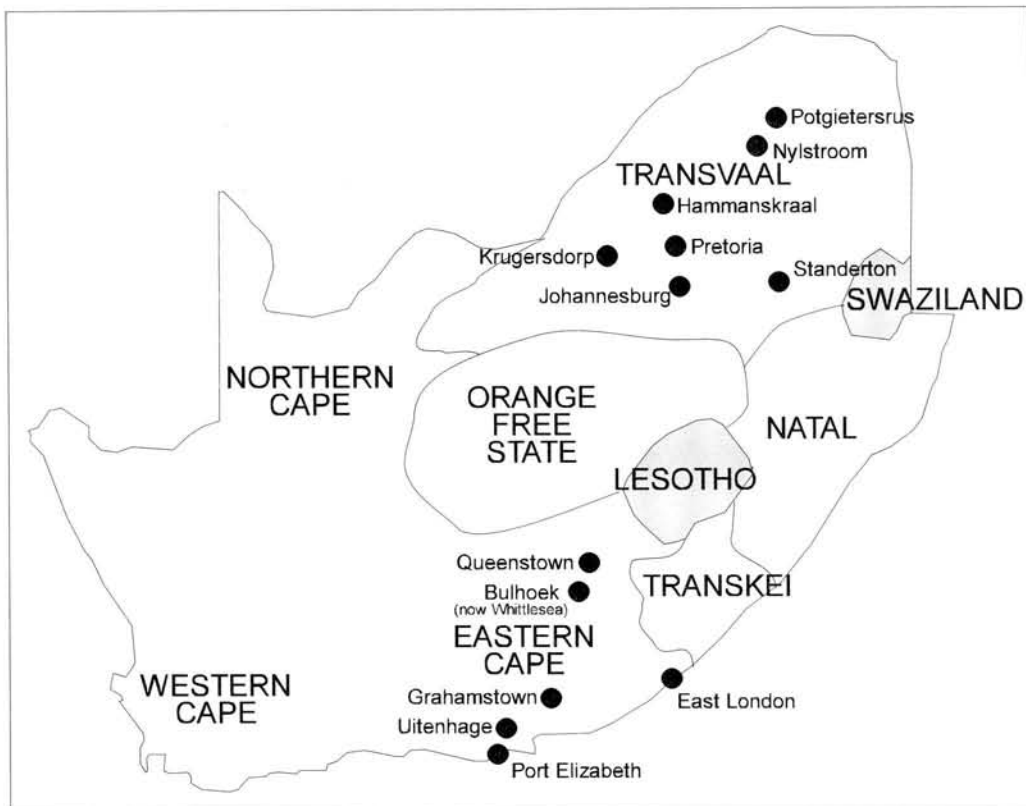 Potgietersrus
Nylstroom
TRANSVAAL
Hammanskraal
Pretoria
Krugersdorp
Standerton
Johannesburg
SWAZILAND
NORTHERN
CAPE
ORANGE
FREE
STATE
NATAL
LESOTHO
Queenstown
TRANSKEI
Bulhoek
(now Whittlesea)
EASTERN
CAPE
WESTERN
CAPE
Grahamstown
East London
Uitenhage
Port Elizabeth